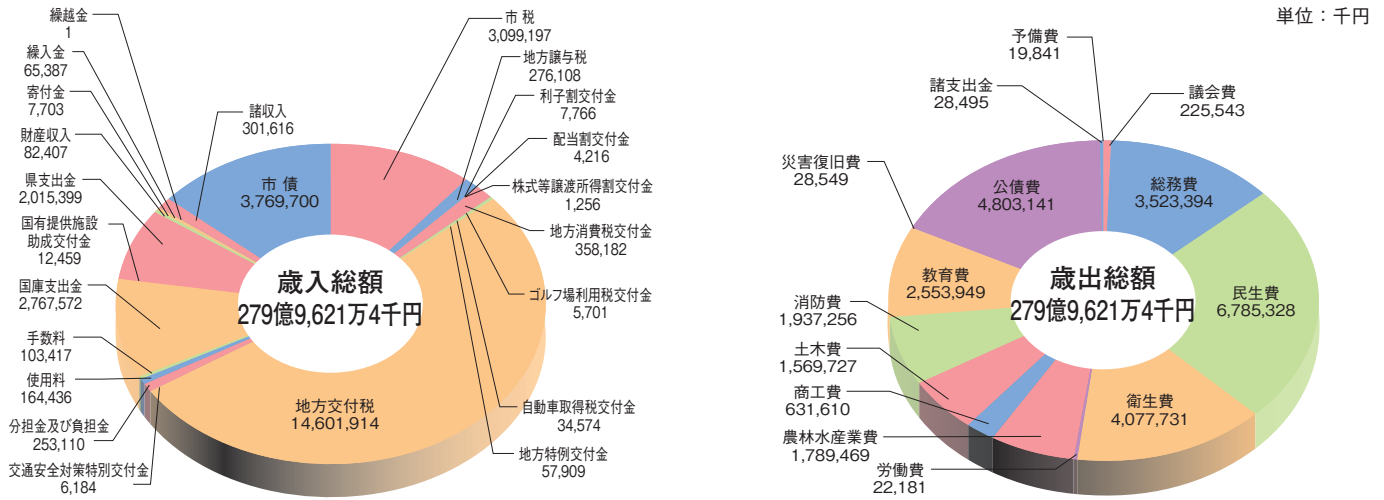 単位：千円
繰越金
1
繰入金
65,387
寄付金
7,703
財産収入
82,407
県支出金
2,015,399
国有提供施設
助成交付金
12,459
国庫支出金
2,767,572
手数料
103,417
使用料
164,436
分担金及び負担金
253,110
交通安全対策特別交付金
6,184
諸収入
301,616
市債
3,769,700
市税
3,099,197
地方譲与税
276,108
利子割交付金
7,766
配当割交付金
4,216
株式等譲渡所得割交付金
1,256
地方消費税交付金
358,182
ゴルフ場利用税交付金
5,701
自動車取得税交付金
34,574
地方特例交付金
57,909
地方交付税
14,601,914
歳入総額
279億9,621万4千円
予備費
19,841
諸支出金
28,495
議会費
225,543
災害復旧費
28,549
公債費
4,803,141
総務費
3,523,394
教育費
2,553,949
民生費
6,785,328
消防費
1,937,256
土木費
1,569,727
商工費
631,610
農林水産業費
1,789,469
労働費
22,181
衛生費
4,077,731
歳出総額
279億9,621万4千円